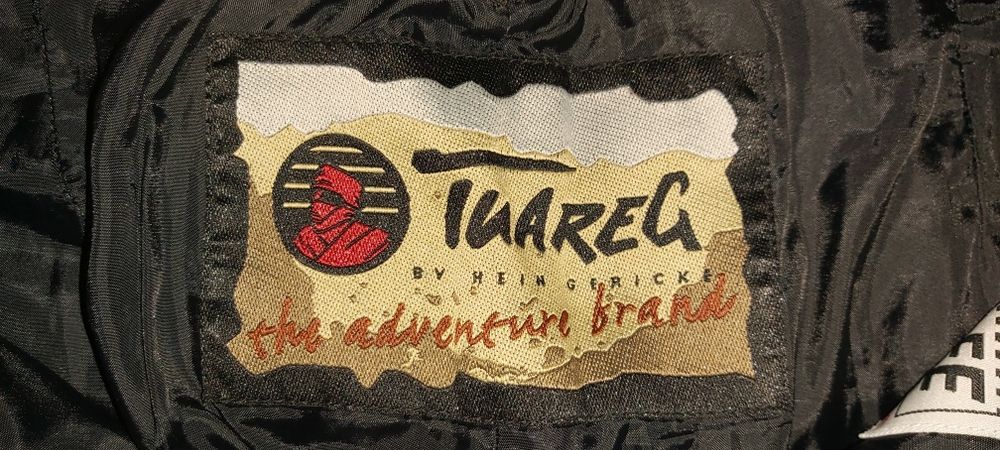 TuAReG
BY HEIN GERICKE
the adventure brand